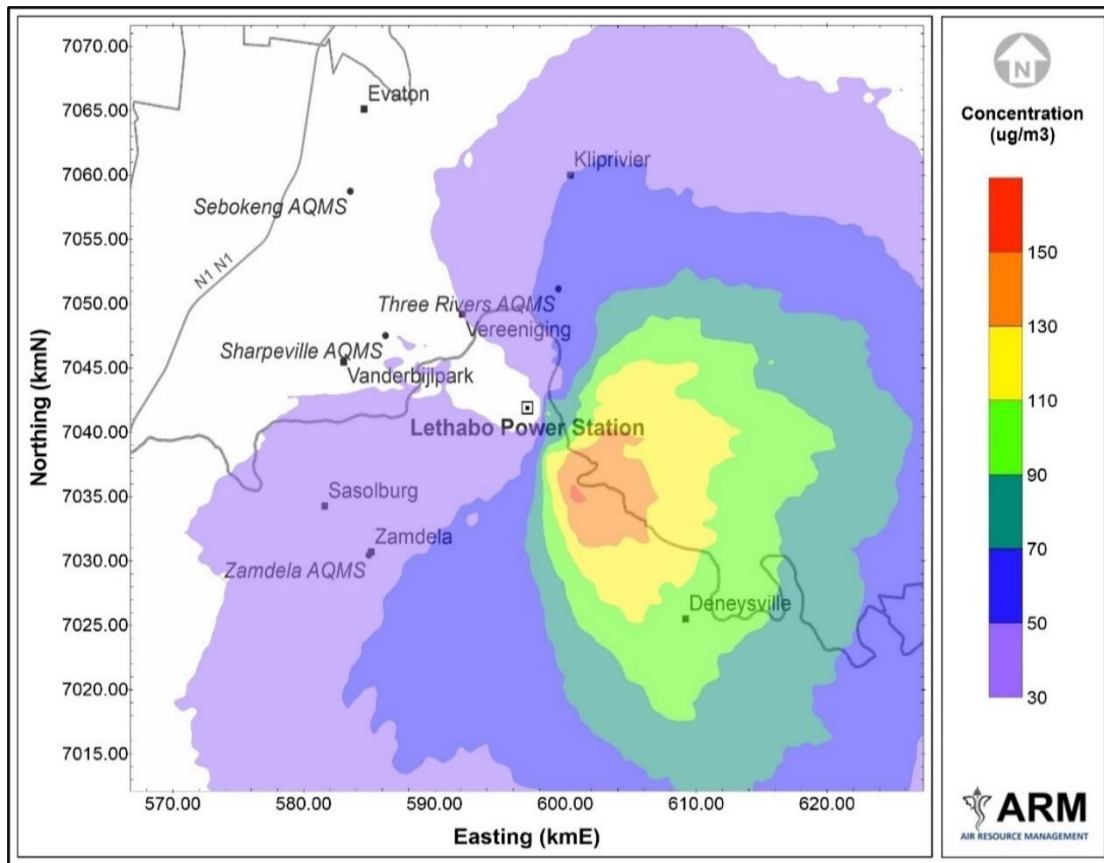 7070.00
7065.00
7060.00
7055.00
7050.00
7045.00
7040.00
7035.00
7030.00
7025.00
7020.00
7015.00
Northing (kmN)
570.00 580.00 590.00 600.00 610.00 620.00
Easting (kmE)
Evaton
Kliprivier
Sebokeng AQMS
N1 N1
Three Rivers AQMS
Vereeniging
Sharpeville AQMS
Vanderbijlpark
Lethabo Power Station
Sasolburg
Zamdela
Zamdela AQMS
Deneysville
N
Concentration
(ug/m3)
150
130
110
90
70
50
30
ARM
AIR RESOURCE MANAGEMENT